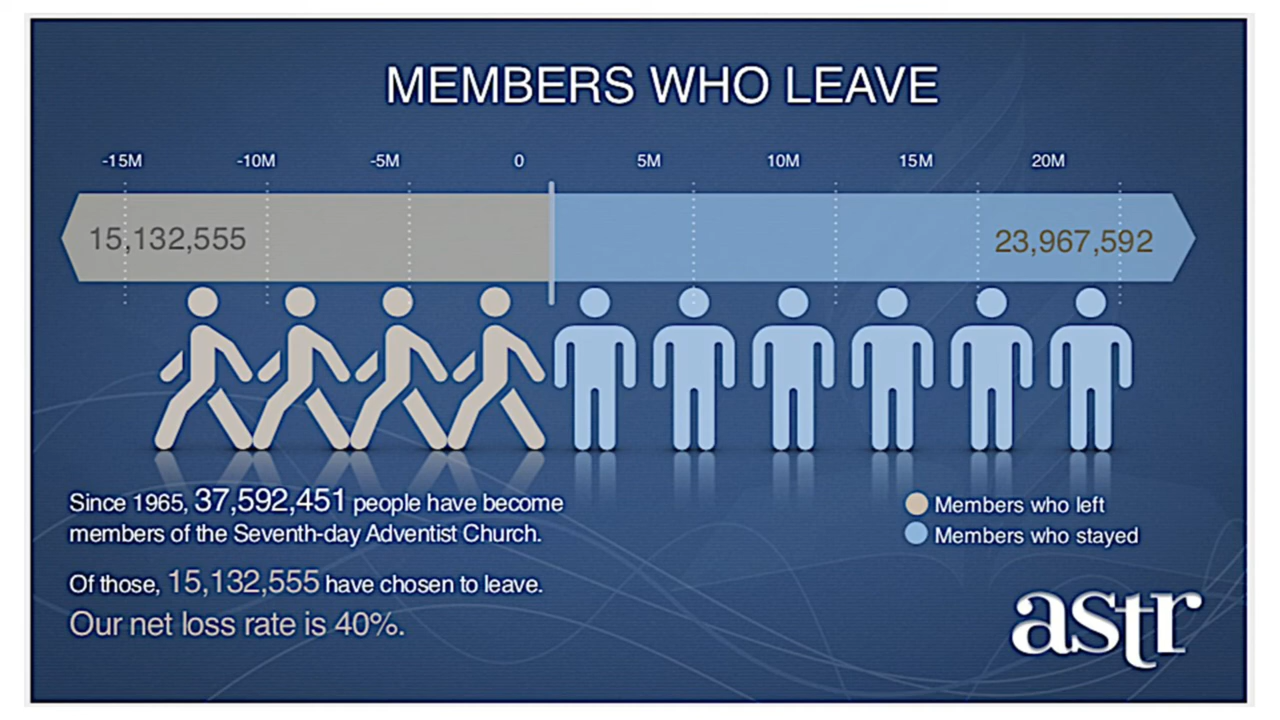 MEMBERS WHO LEAVE
-15M -10M -5M 0 5M 10M 15M 20M
15,132,555 23,967,592
Since 1965, 37,592,451 people have become
members of the Seventh-day Adventist Church.
Of those, 15,132,555 have chosen to leave.
Our net loss rate is 40%.
Members who left
Members who stayed
astr